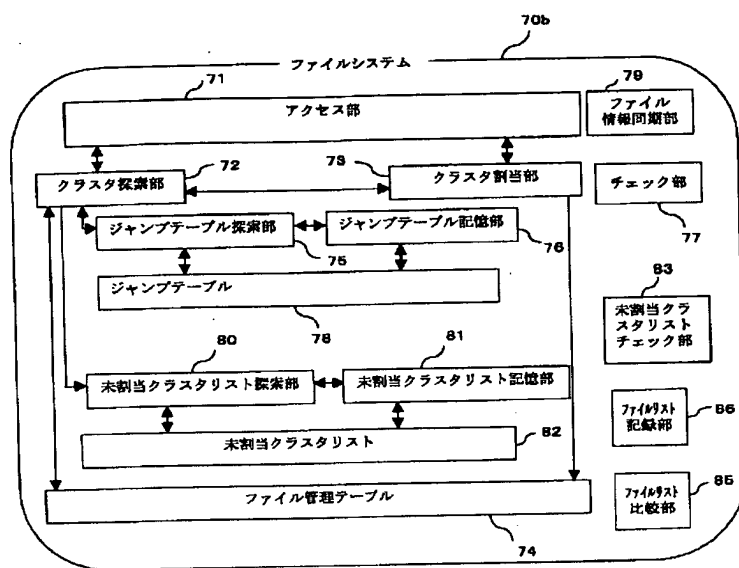 70b
ファイルシステム
71
アクセス部
79
ファイル
情報同期部
72
クラスタ探索部
73
クラスタ割当部
チェック部
77
ジャンプテーブル探索部
75
ジャンプテーブル記憶部
76
ジャンプテーブル
78
83
未割当クラ
スタリスト
チェック部
80
未割当クラスタリスト探索部
81
未割当クラスタリスト記憶部
未割当クラスタリスト
82
ファイルリスト
記録部
86
ファイル管理テーブル
74
ファイルリスト
比較部
85